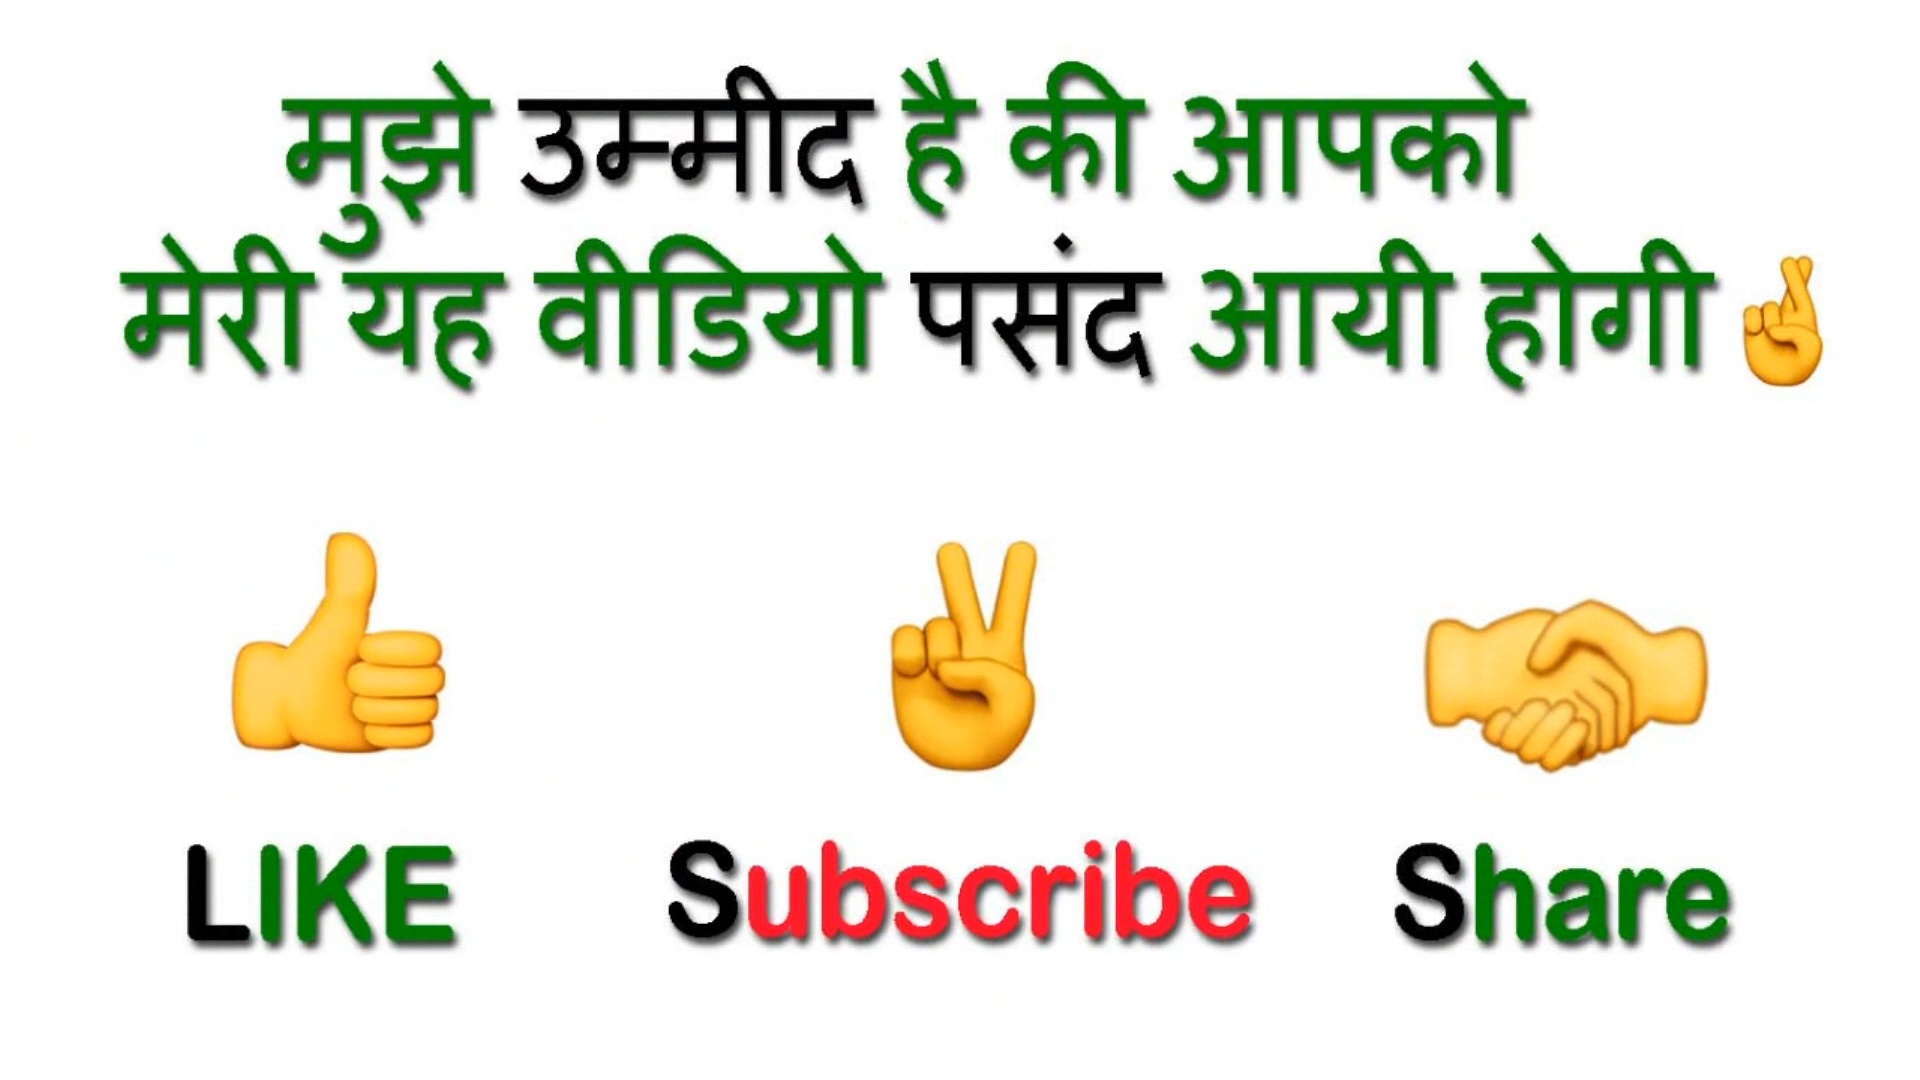 मुझे उम्मीद है की आपको
मेरी यह वीडियो पसंद आयी होगी🤞
LIKE Subscribe Share